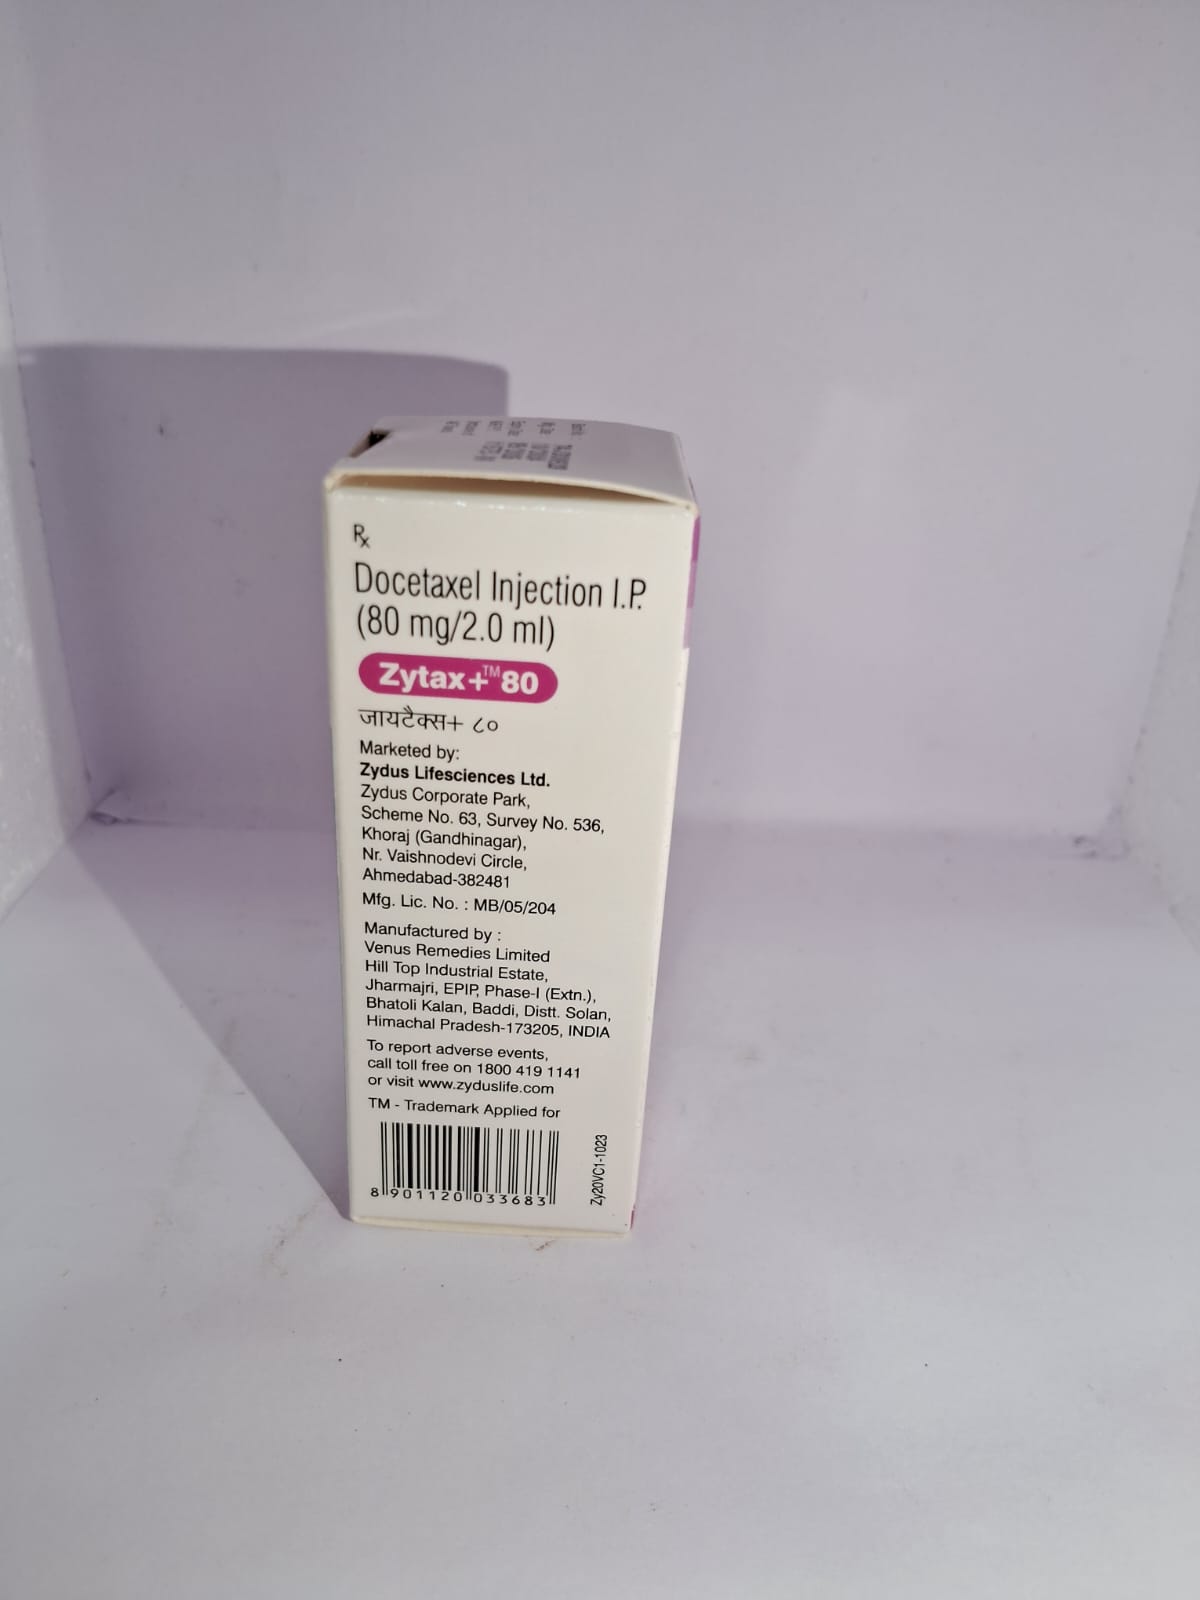 Rx
Docetaxel Injection I.P.
(80 mg/2.0 ml)
Zytax+™ 80
जायटैक्स+ ८०
Marketed by:
Zydus Lifesciences Ltd.
Zydus Corporate Park,
Scheme No. 63, Survey No. 536,
Khoraj (Gandhinagar),
Nr. Vaishnodevi Circle,
Ahmedabad-382481
Mfg. Lic. No. : MB/05/204
Manufactured by :
Venus Remedies Limited
Hill Top Industrial Estate,
Jharmajri, EPIP, Phase-I (Extn.),
Bhatoli Kalan, Baddi, Distt. Solan,
Himachal Pradesh-173205, INDIA
To report adverse events,
call toll free on 1800 419 1141
or visit www.zyduslife.com
TM - Trademark Applied for
8 901120 033683
Zy20VC1-1023